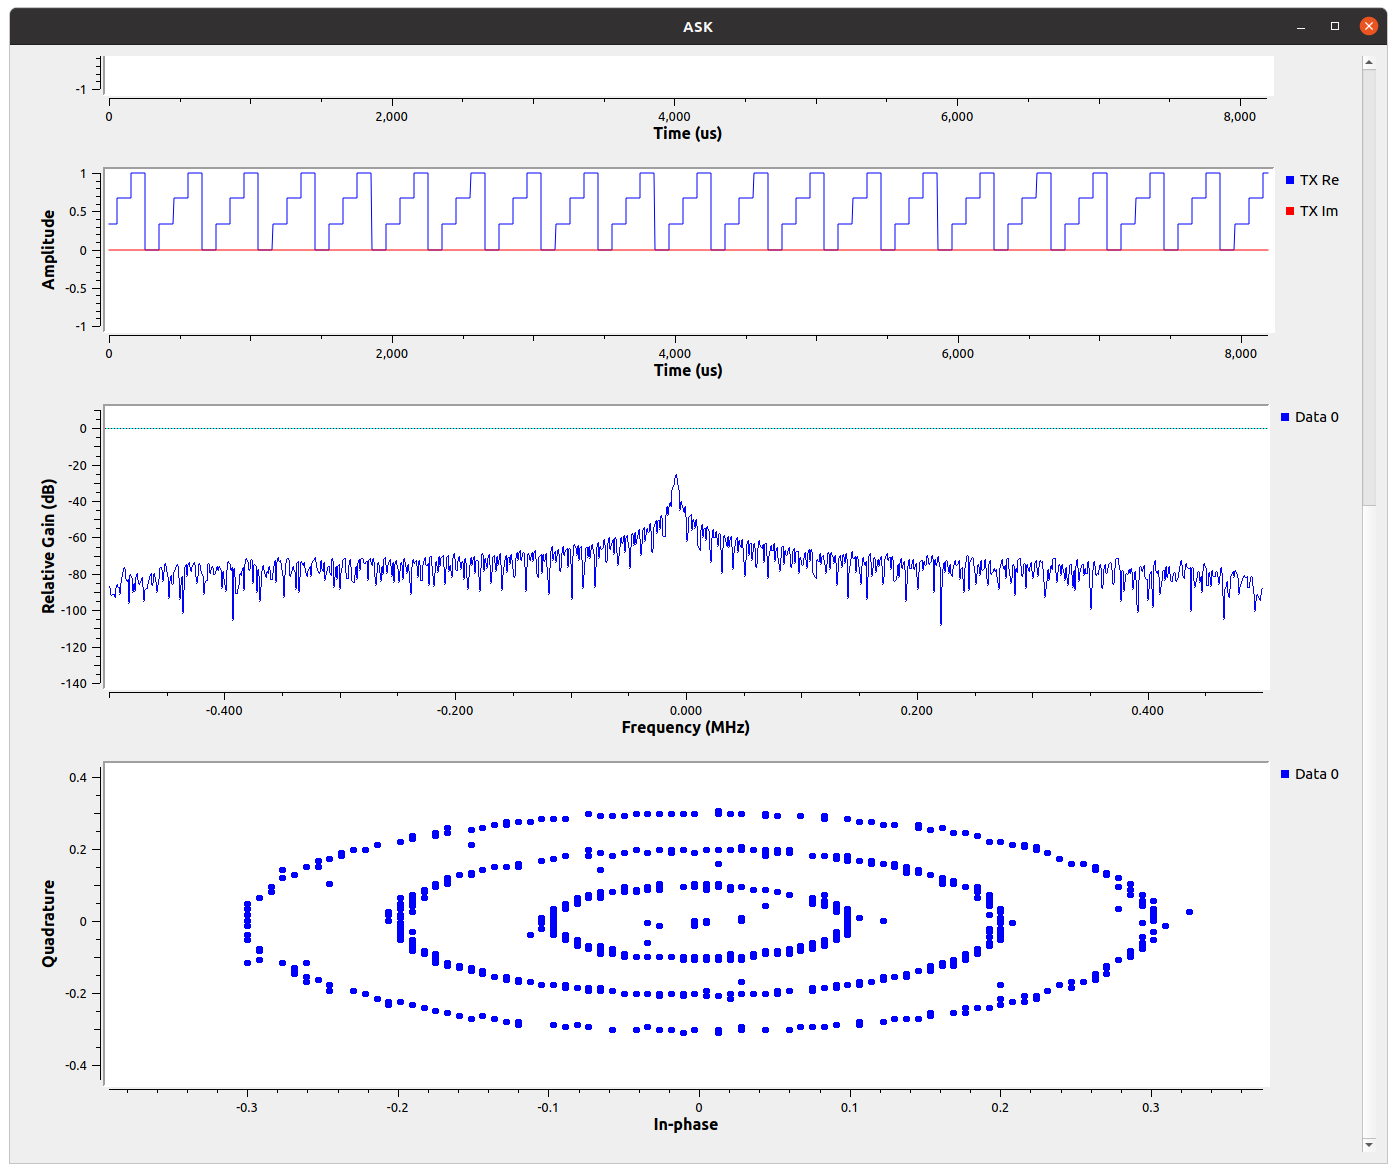 ASK
-1
0 2,000 4,000 6,000 8,000
Time (us)
1
0.5
0
-0.5
-1
Amplitude
TX Re
TX Im
0 2,000 4,000 6,000 8,000
Time (us)
0
-20
-40
-60
-80
-100
-120
-140
Relative Gain (dB)
Data 0
-0.400 -0.200 0.000 0.200 0.400
Frequency (MHz)
0.4
0.2
0
-0.2
-0.4
Quadrature
Data 0
-0.3 -0.2 -0.1 0 0.1 0.2 0.3
In-phase